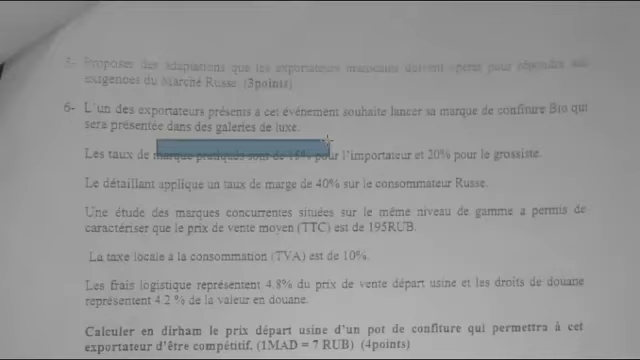 5- Proposer des adaptations que les exportateurs marocains doivent opérer pour répondre aux
exigences du Marché Russe (3points)
6- L'un des exportateurs présents à cet événement souhaite lancer sa marque de confiture Bio qui
sera présentée dans des galeries de luxe.
Les taux de marque pratiqués sont de 16% pour l'importateur et 20% pour le grossiste.
Le détaillant applique un taux de marge de 40% sur le consommateur Russe.
Une étude des marques concurrentes situées sur le même niveau de gamme a permis de
caractériser que le prix de vente moyen (TTC) est de 195RUB.
La taxe locale à la consommation (TVA) est de 10%.
Les frais logistique représentent 4.8% du prix de vente départ usine et les droits de douane
représentent 4.2 % de la valeur en douane.
Calculer en dirham le prix départ usine d'un pot de confiture qui permettra à cet
exportateur d'être compétitif. (1MAD = 7 RUB) (4points)